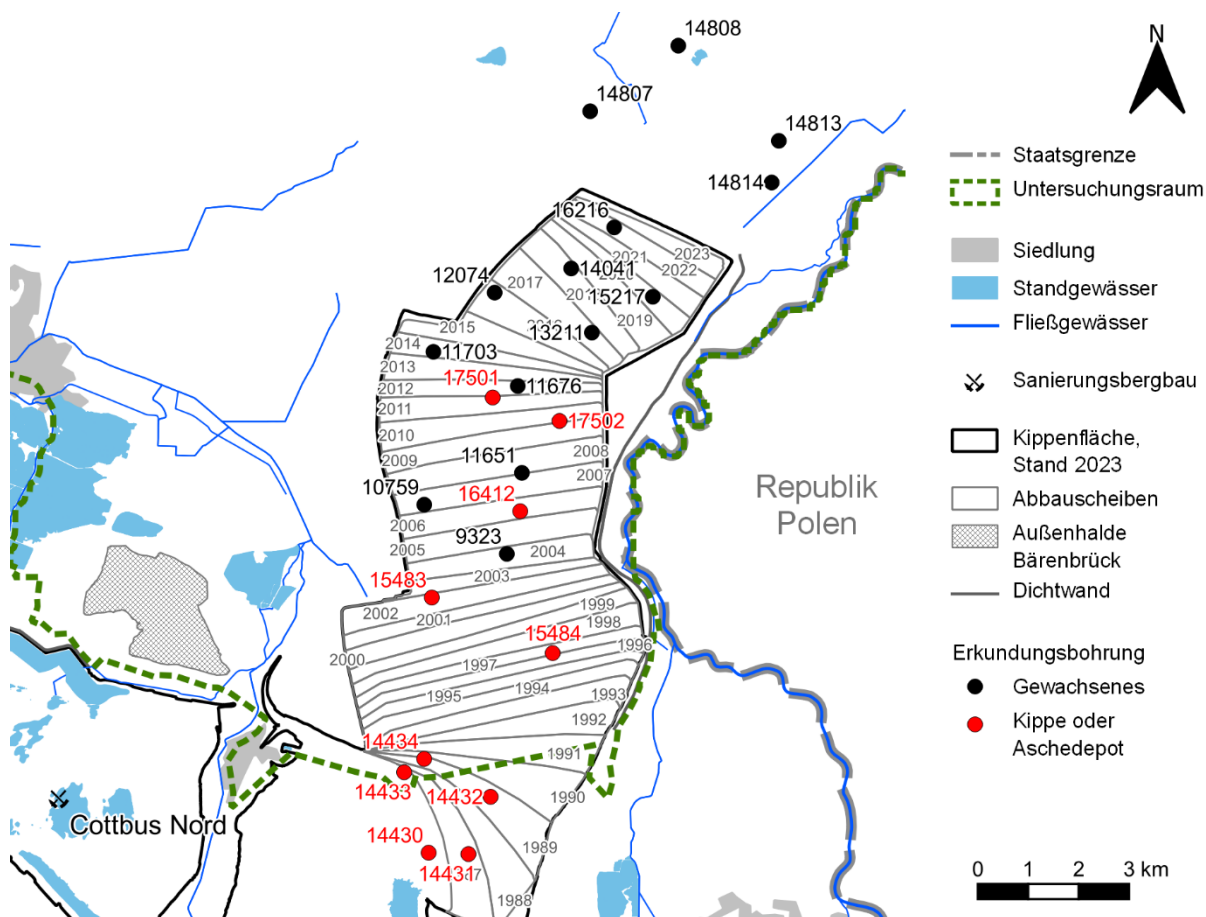 14808
N
14807
14813
14814
16216
2023
2021
2022
14041
12074
2017
15217
2019
13211
2015
2014
11703
2013
17501
11676
2012
2011
17502
2010
2008
2009
11651
2007
10759
16412
2006
9323
2005
2004
2003
15483
2002
1999
2001
1998
15484
1996
2000
1997
1994
1993
1995
1992
14434
1991
14433
14432
1990
14430
1989
14431
1988
Republik
Polen
Cottbus Nord
Staatsgrenze
Untersuchungsraum
Siedlung
Standgewässer
Fließgewässer
Sanierungsbergbau
Kippenfläche,
Stand 2023
Abbauscheiben
Außenhalde
Bärenbrück
Dichtwand
Erkundungsbohrung
Gewachsenes
Kippe oder
Aschedepot
0 1 2 3 km